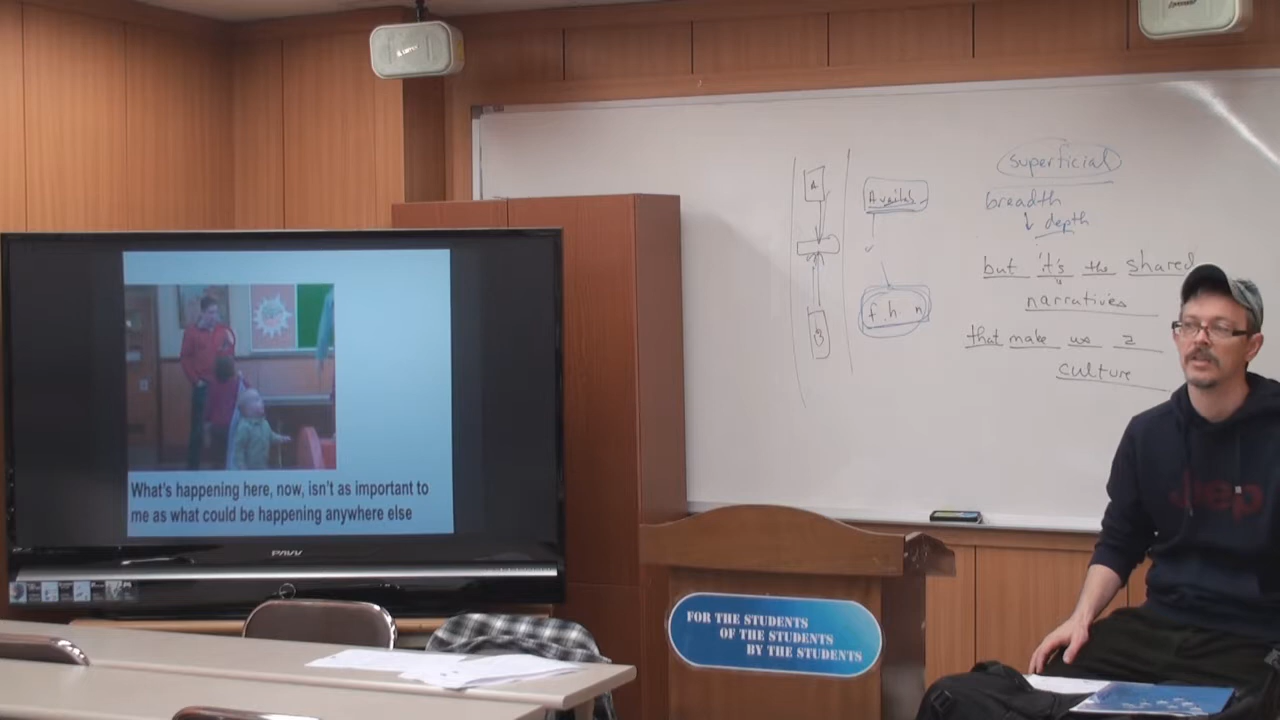 What's happening here, now, isn't as important to
me as what could be happening anywhere else
PAVV
A
B
Availab
f.h.n
superficial
breadth
depth
but it's the shared
narratives
that make us a
culture
Jeep
FOR THE STUDENTS
OF THE STUDENTS
BY THE STUDENTS